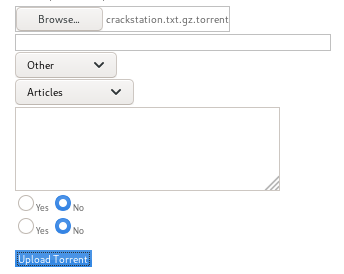 Browse... crackstation.txt.gz.torrent
Other
Articles
Yes No
Yes No
Upload Torrent